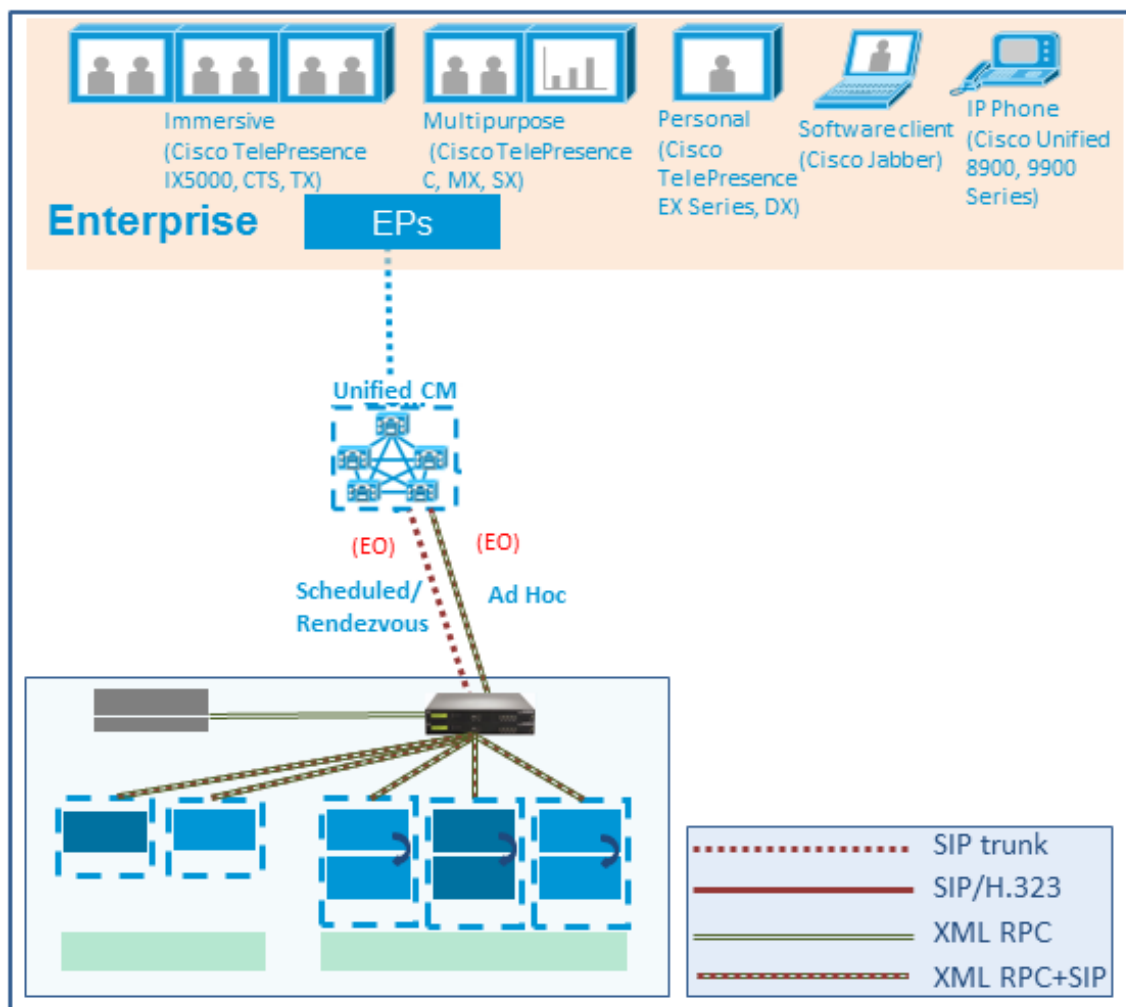 Immersive
(Cisco TelePresence
IX5000, CTS, TX)
Multipurpose
(Cisco TelePresence
C, MX, SX)
Personal
(Cisco
TelePresence
EX Series, DX)
Software client
(Cisco Jabber)
IP Phone
(Cisco Unified
8900, 9900
Series)
Enterprise
EPs
Unified CM
(EO)
(EO)
Scheduled/
Rendezvous
Ad Hoc
SIP trunk
SIP/H.323
XML RPC
XML RPC+SIP